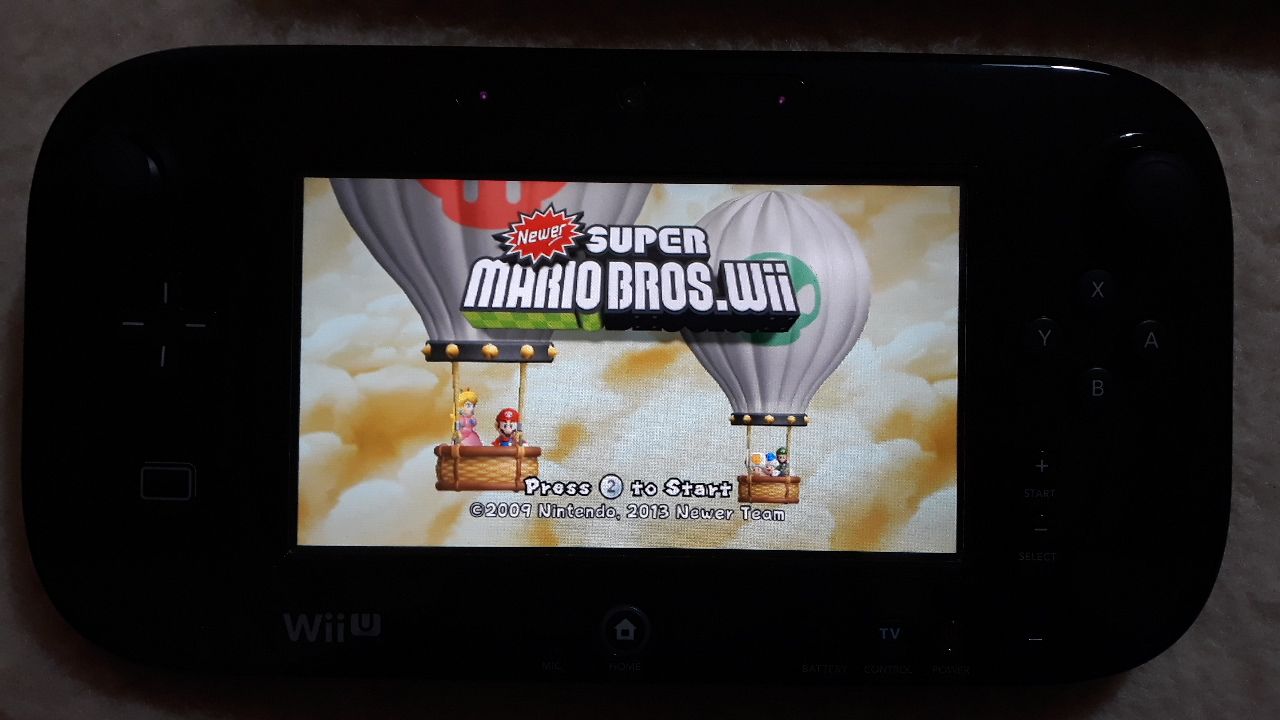 Newer SUPER
MARIO BROS.Wii
X
Y
A
B
Press 2 to Start
©2009 Nintendo, 2013 Newer Team
+
START
-
SELECT
Wii U
TV
MIC
HOME
BATTERY
CONTROL
POWER